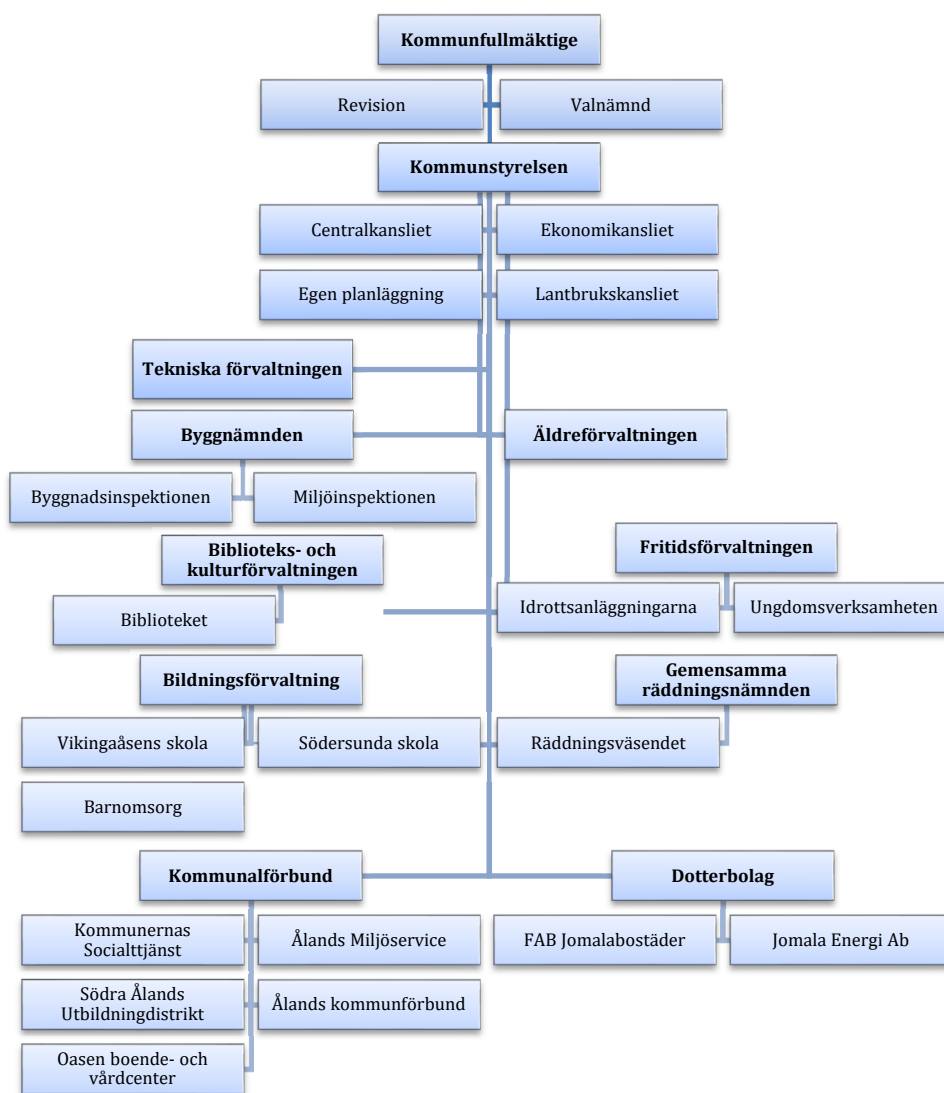 Kommunfullmäktige
Revision
Valnämnd
Kommunstyrelsen
Centralkansliet
Ekonomikansliet
Egen planläggning
Lantbrukskansliet
Tekniska förvaltningen
Byggnämnden
Äldreförvaltningen
Byggnadsinspektionen
Miljöinspektionen
Biblioteks- och
kulturförvaltningen
Fritidsförvaltningen
Biblioteket
Idrottsanläggningarna
Ungdomsverksamheten
Bildningsförvaltning
Gemensamma
räddningsnämnden
Vikingaåsens skola
Södersunda skola
Räddningsväsendet
Barnomsorg
Kommunalförbund
Dotterbolag
Kommunernas
Socialttjänst
Ålands Miljöservice
FAB Jomalabostäder
Jomala Energi Ab
Södra Ålands
Utbildningdistrikt
Ålands kommunförbund
Oasen boende- och
vårdcenter